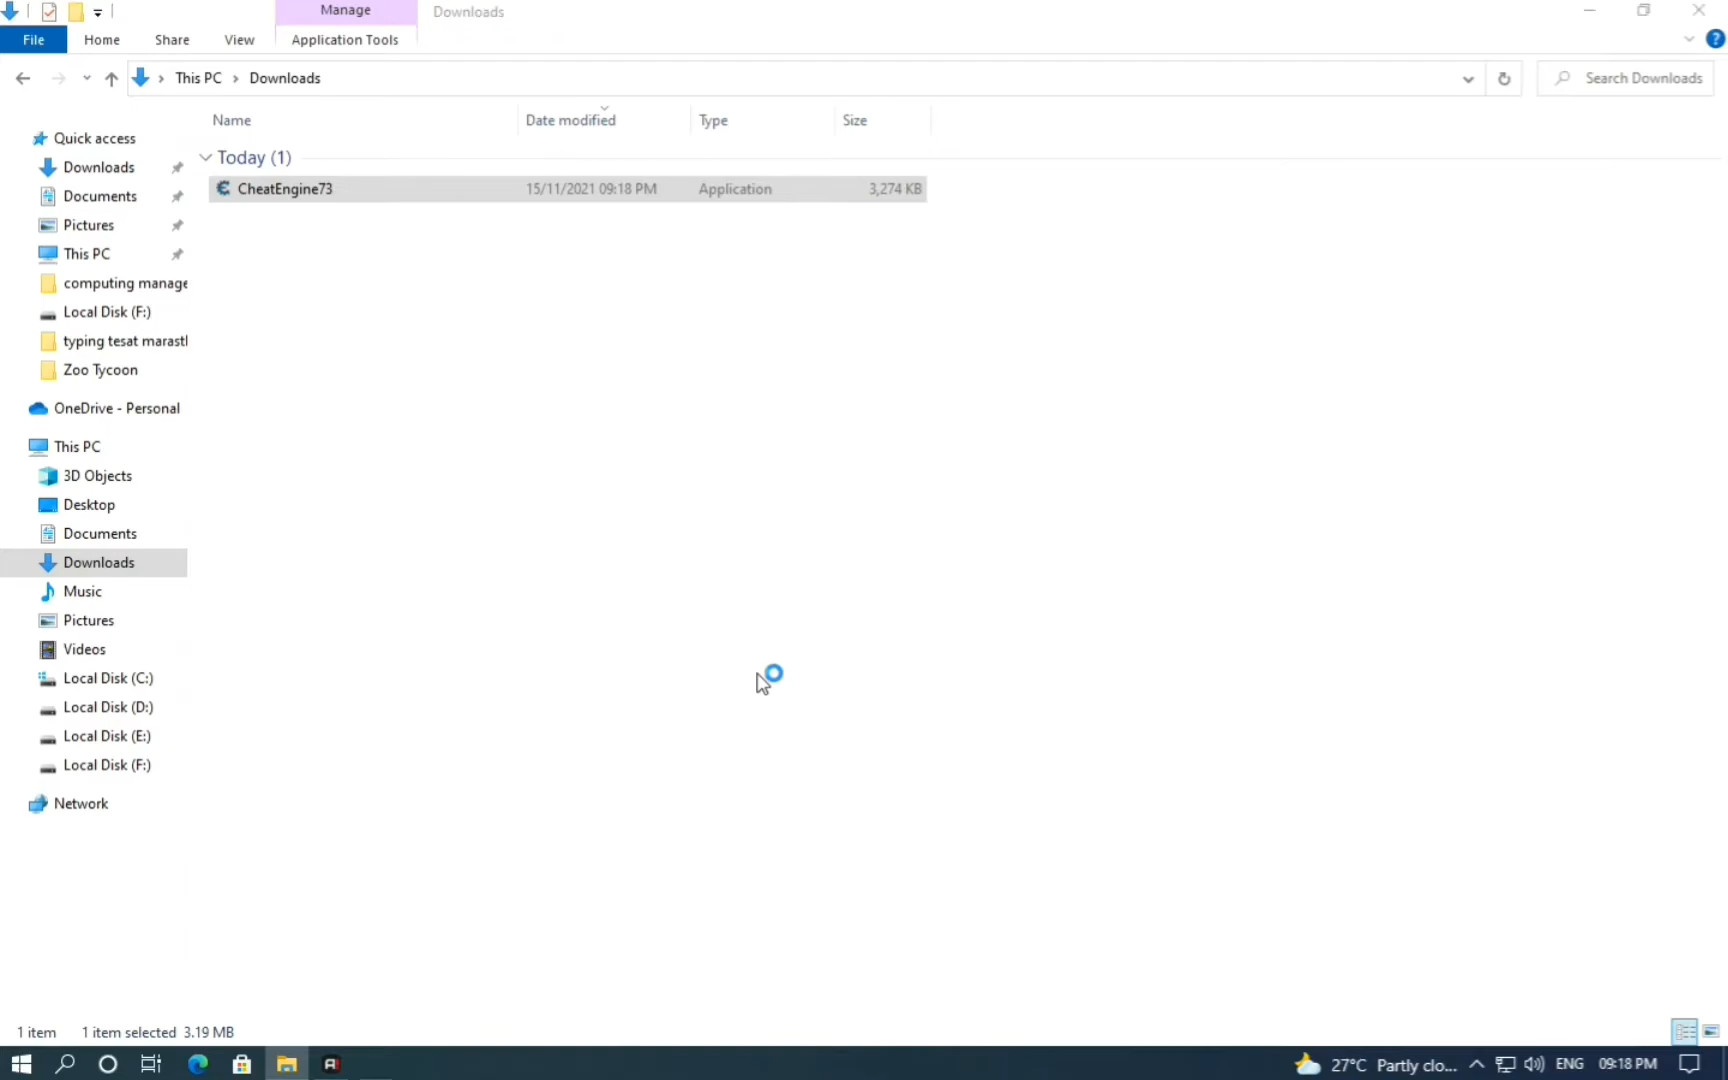 Manage
Downloads
File
Home
Share
View
Application Tools
This PC
Downloads
Search Downloads
Name
Date modified
Type
Size
Quick access
Today (1)
Downloads
CheatEngine73
15/11/2021 09:18 PM
Application
3,274 KB
Documents
Pictures
This PC
computing manage
Local Disk (F:)
typing tesat marastl
Zoo Tycoon
OneDrive - Personal
This PC
3D Objects
Desktop
Documents
Downloads
Music
Pictures
Videos
Local Disk (C:)
Local Disk (D:)
Local Disk (E:)
Local Disk (F:)
Network
1 item
1 item selected 3.19 MB
27°C Partly clo...
ENG
09:18 PM